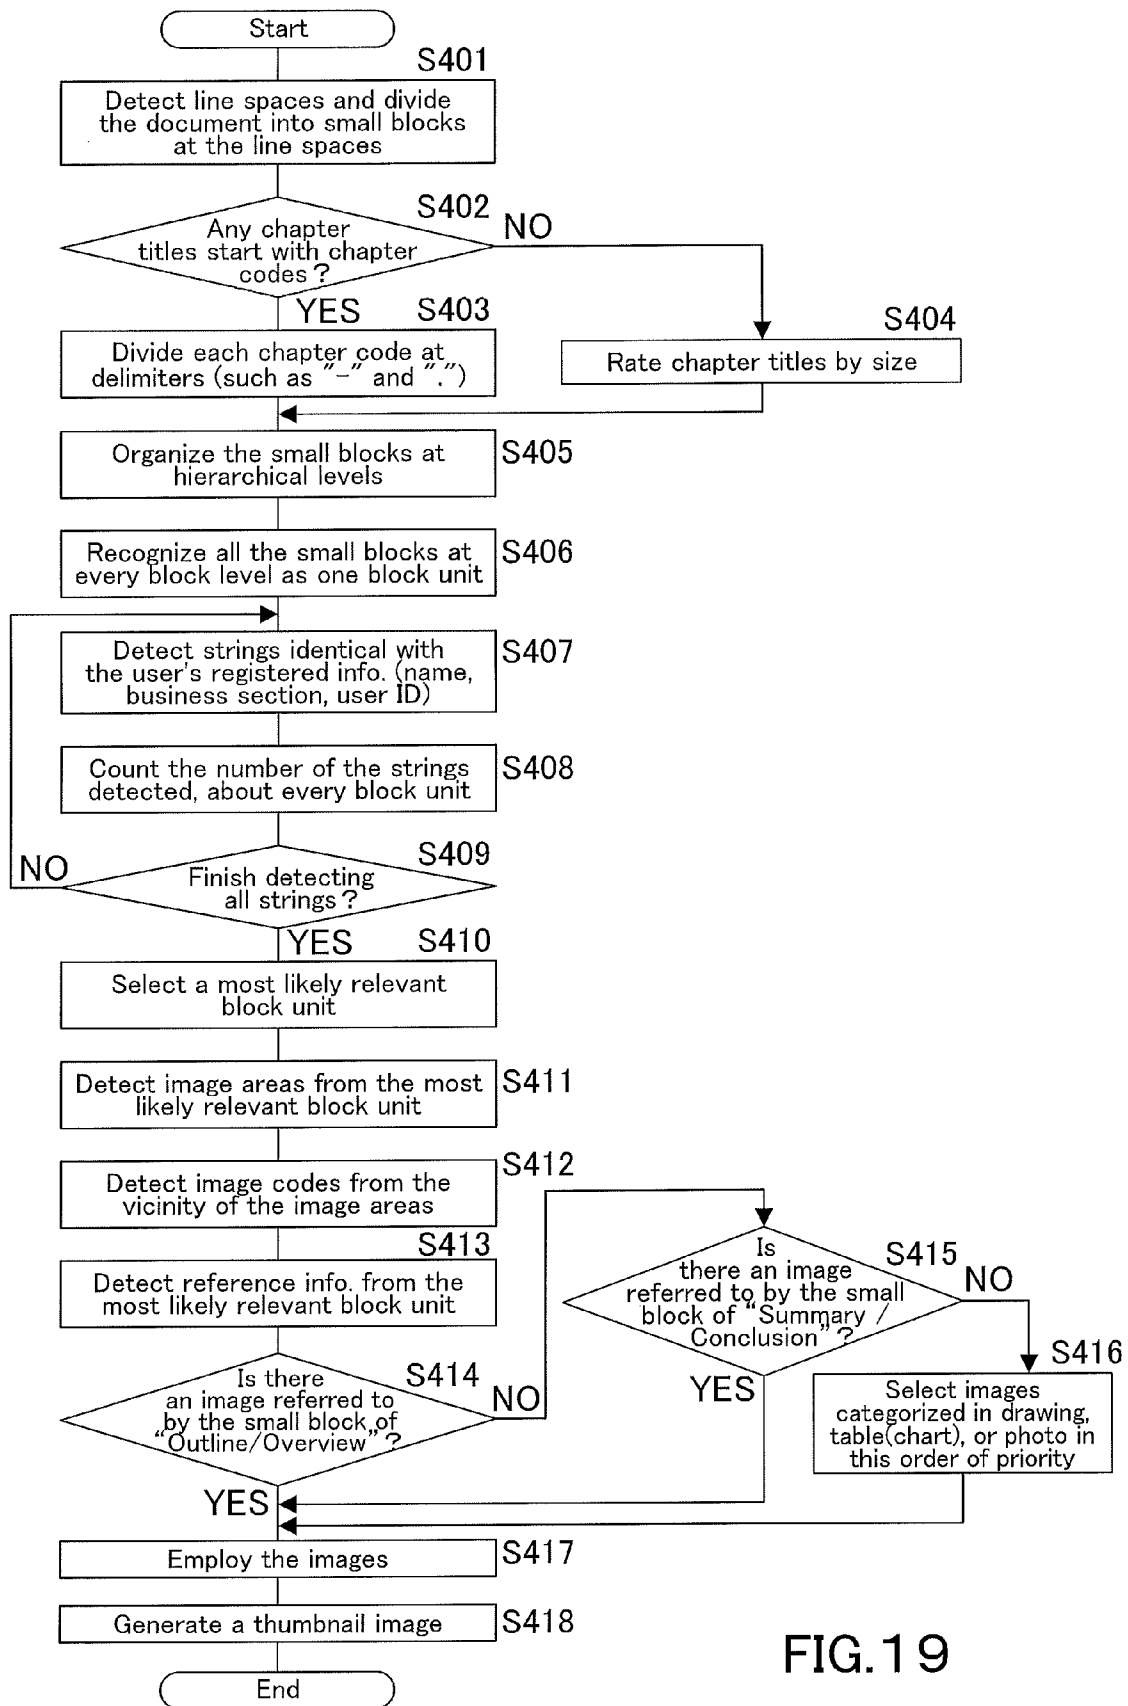 Start
S401
Detect line spaces and divide
the document into small blocks
at the line spaces
S402
Any chapter
titles start with chapter
codes?
NO
YES
S403
Divide each chapter code at
delimiters (such as "-" and ".")
S404
Rate chapter titles by size
Organize the small blocks at
hierarchical levels
S405
Recognize all the small blocks at
every block level as one block unit
S406
Detect strings identical with
the user's registered info. (name,
business section, user ID)
S407
Count the number of the strings
detected, about every block unit
S408
S409
NO
Finish detecting
all strings?
YES
S410
Select a most likely relevant
block unit
Detect image areas from the most
likely relevant block unit
S411
Detect image codes from the
vicinity of the image areas
S412
S413
Detect reference info. from the
most likely relevant block unit
S414
Is there
an image referred to
by the small block of
"Outline/Overview"?
NO
YES
S415
Is
there an image
referred to by the small
block of "Summary /
Conclusion"?
NO
YES
S416
Select images
categorized in drawing,
table(chart), or photo in
this order of priority
Employ the images
S417
Generate a thumbnail image
S418
End
FIG.19